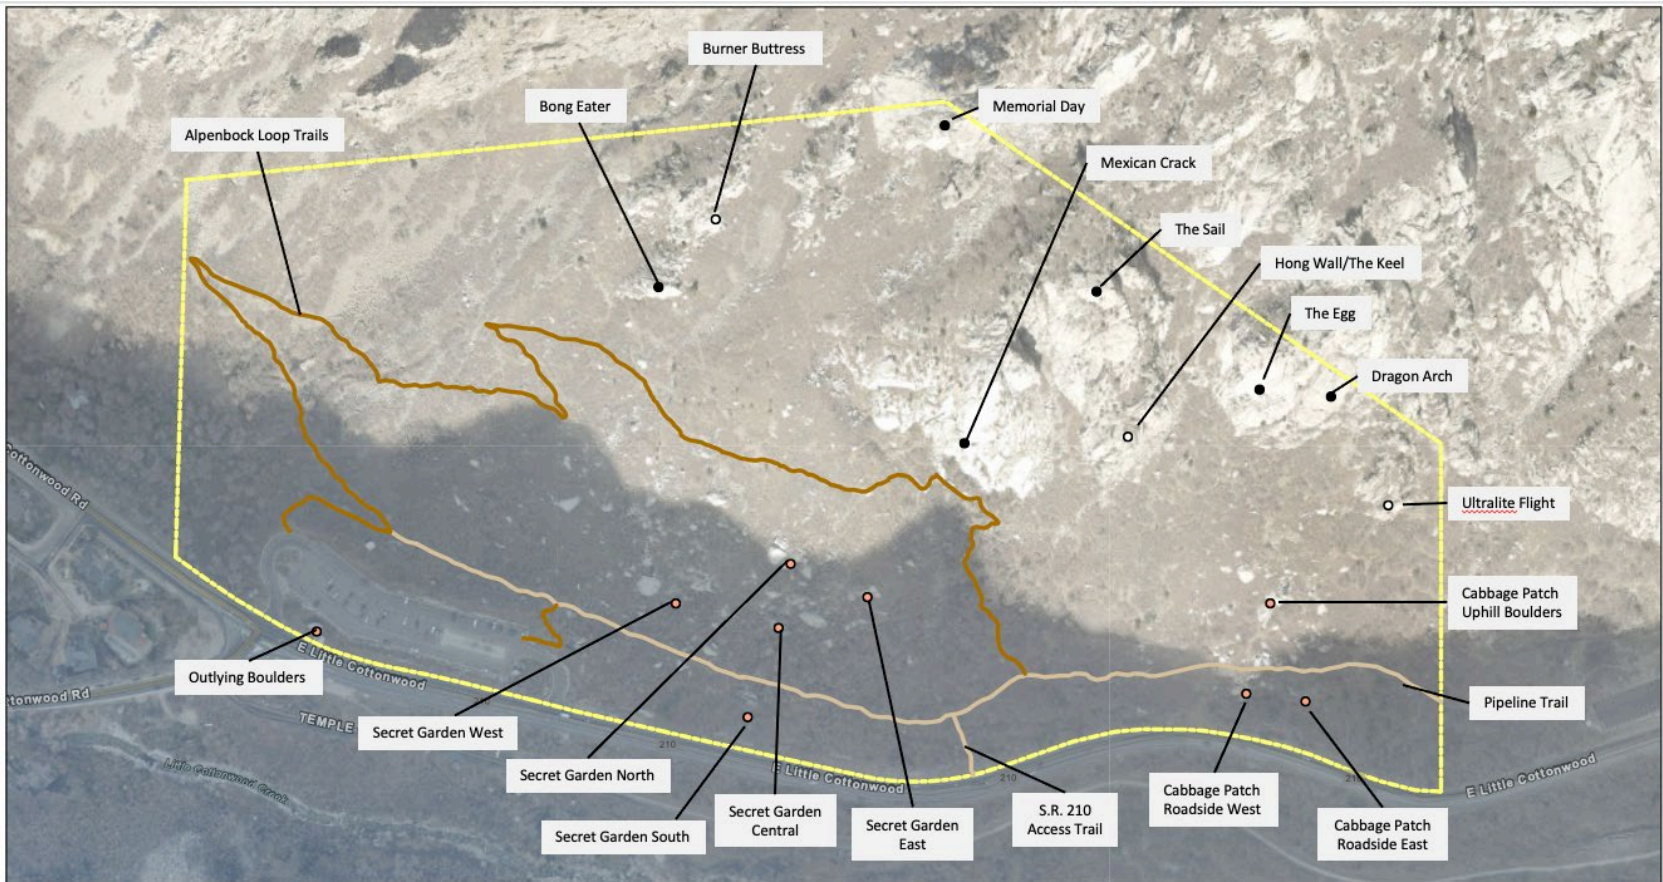 Burner Buttress
Bong Eater
Memorial Day
Alpenbock Loop Trails
Mexican Crack
The Sail
Hong Wall/The Keel
The Egg
Dragon Arch
Cottonwood Rd
Ultralite Flight
Cabbage Patch
Uphill Boulders
E Little Cottonwood
Outlying Boulders
ttonwood Rd
Pipeline Trail
TEMPLE
Secret Garden West
210
Little Cottonwood Creek
Secret Garden North
E Little Cottonwood
210
E Little Cottonwood
Cabbage Patch
Roadside West
Secret Garden
Central
S.R. 210
Access Trail
Secret Garden South
Secret Garden
East
Cabbage Patch
Roadside East